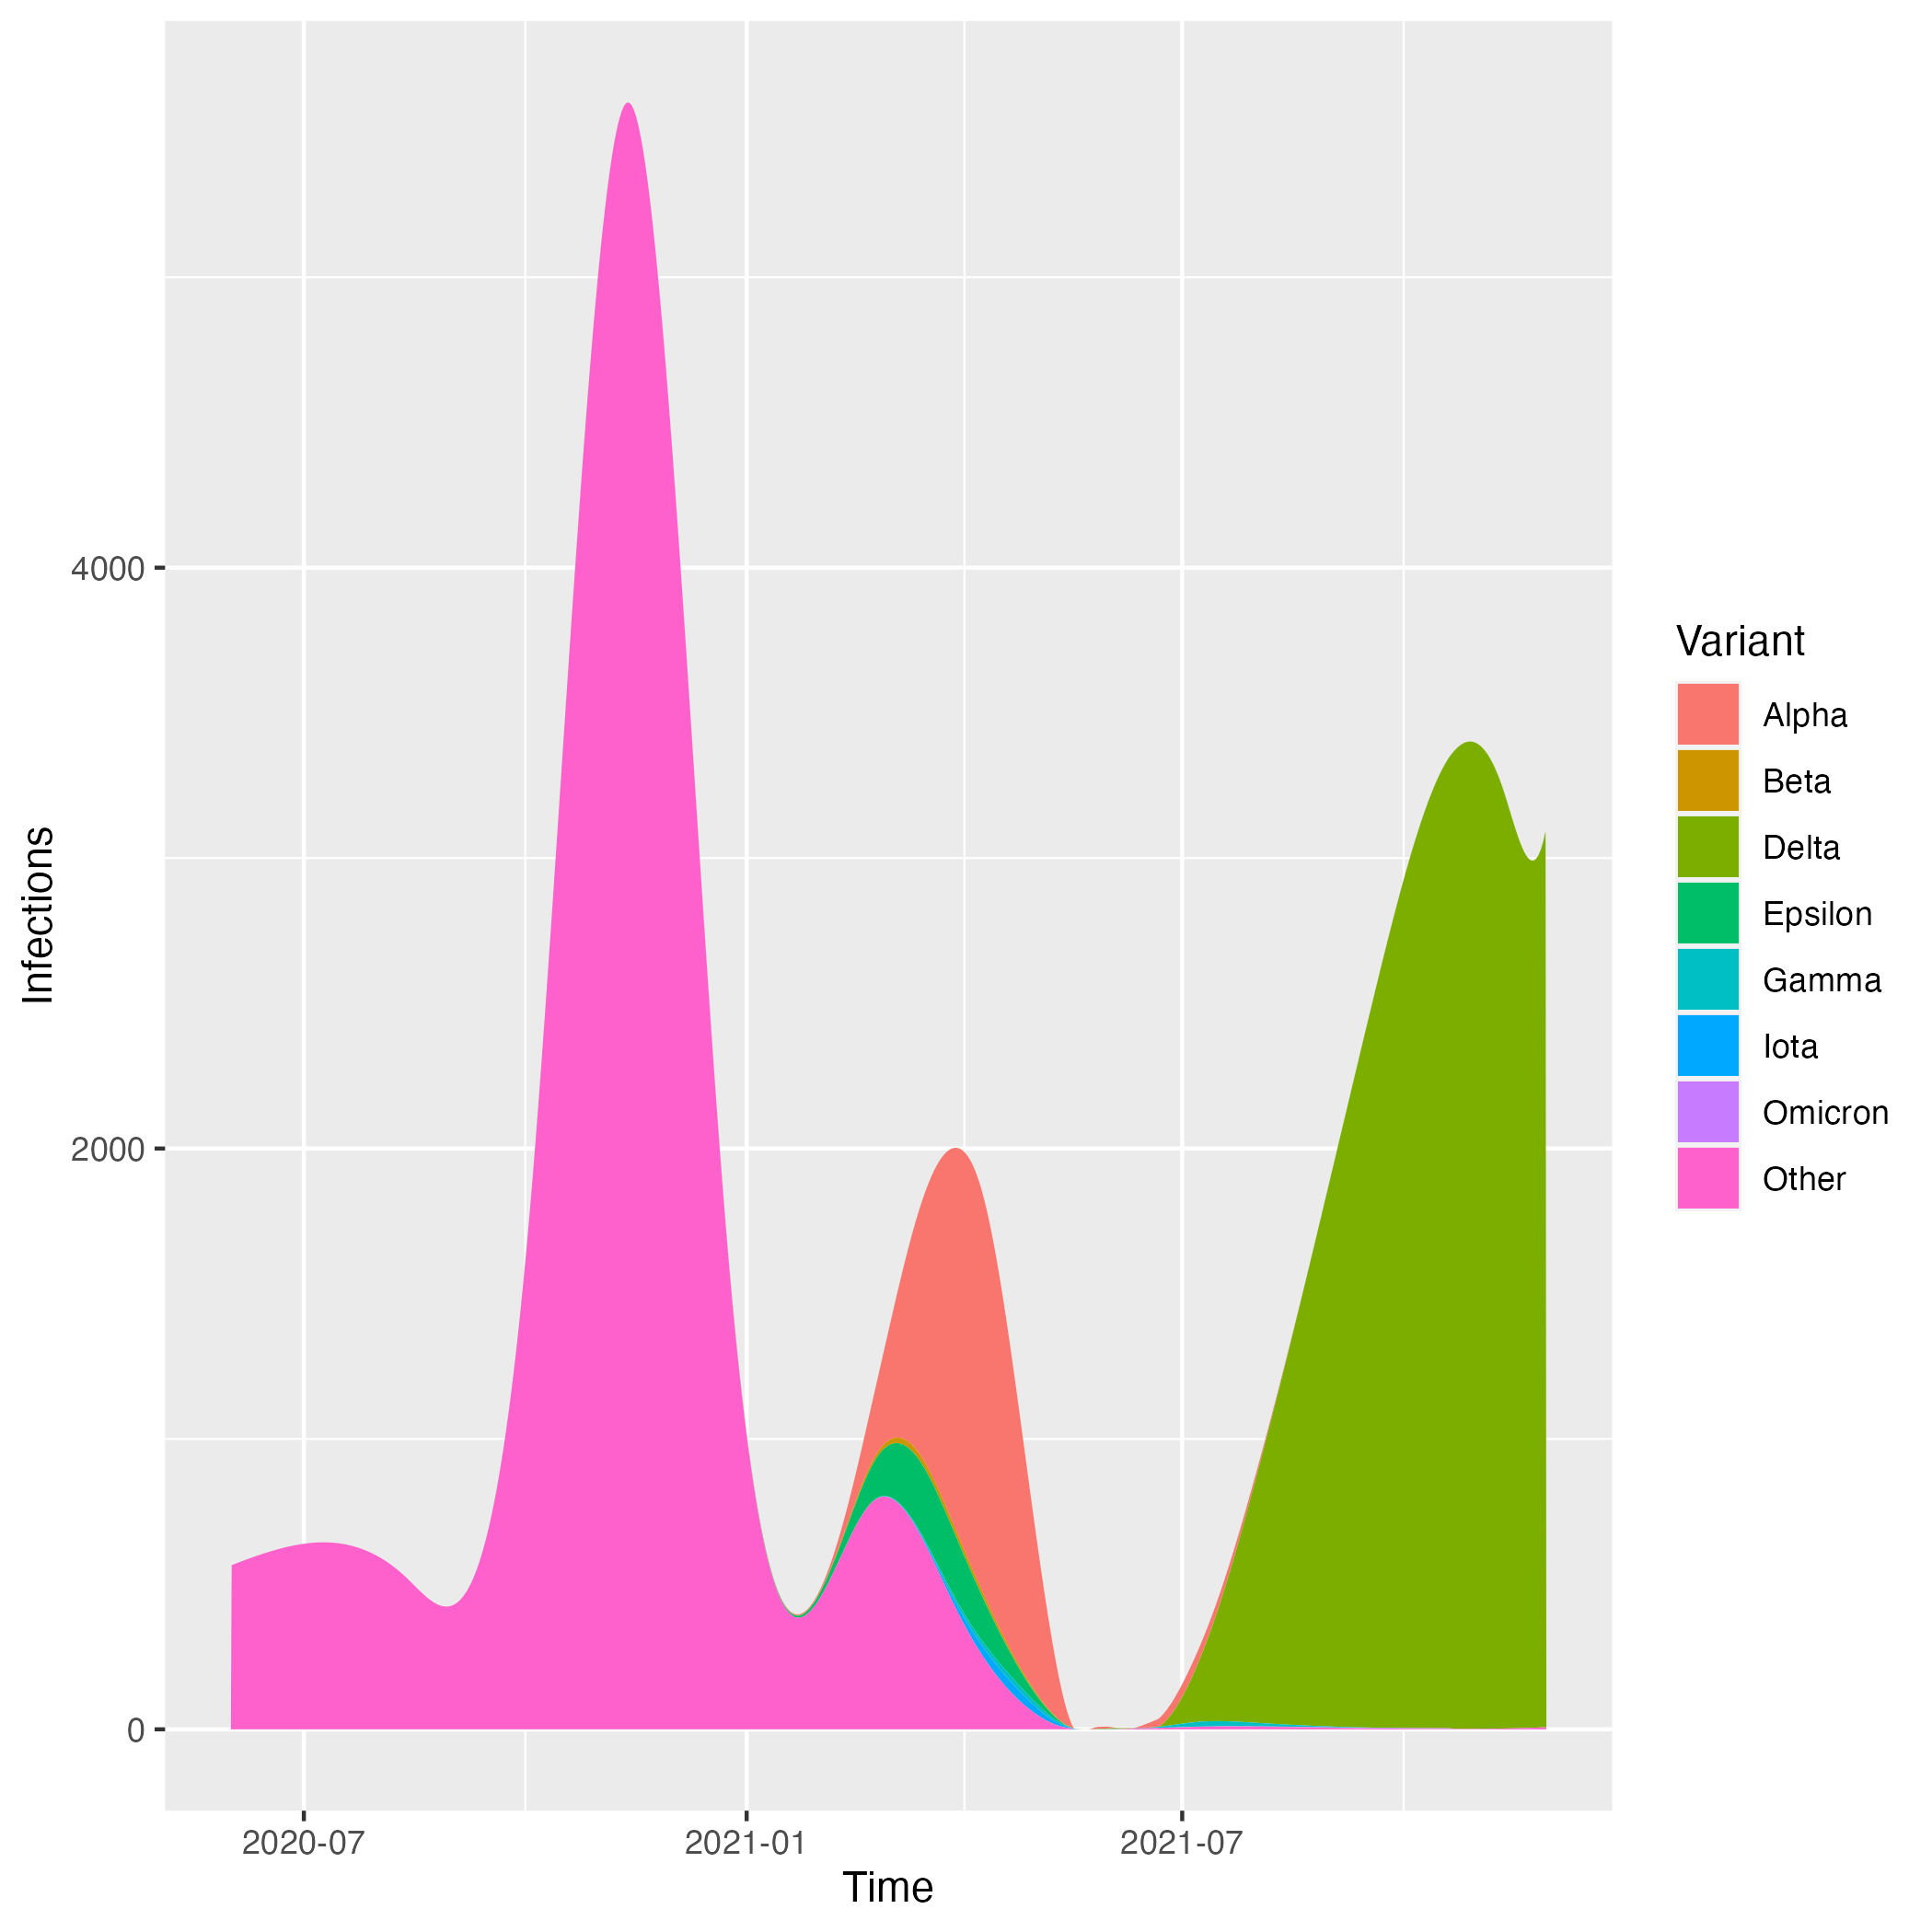 Infections
4000
2000
0
2020-07
2021-01
2021-07
Time
Variant
Alpha
Beta
Delta
Epsilon
Gamma
Iota
Omicron
Other